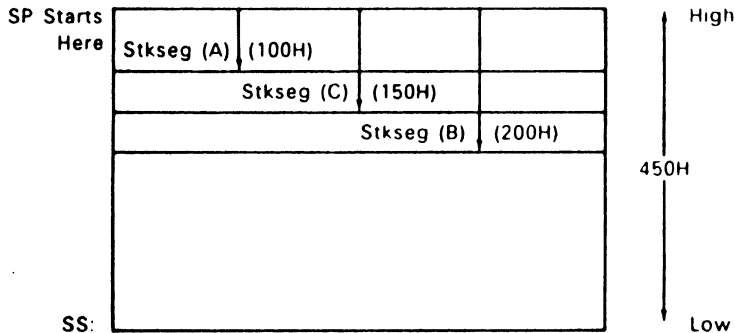 SP Starts
Here
High
Stkseg (A) (100H)
Stkseg (C) (150H)
Stkseg (B) (200H)
450H
SS:
Low